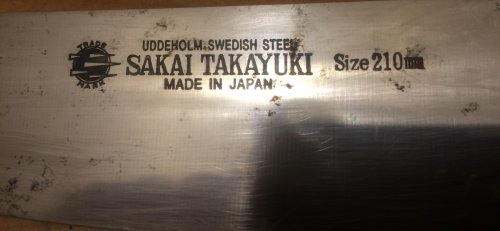 TRADE
MARK
UDDEHOLM SWEDISH STEEL
SAKAI TAKAYUKI Size 210mm
MADE IN JAPAN